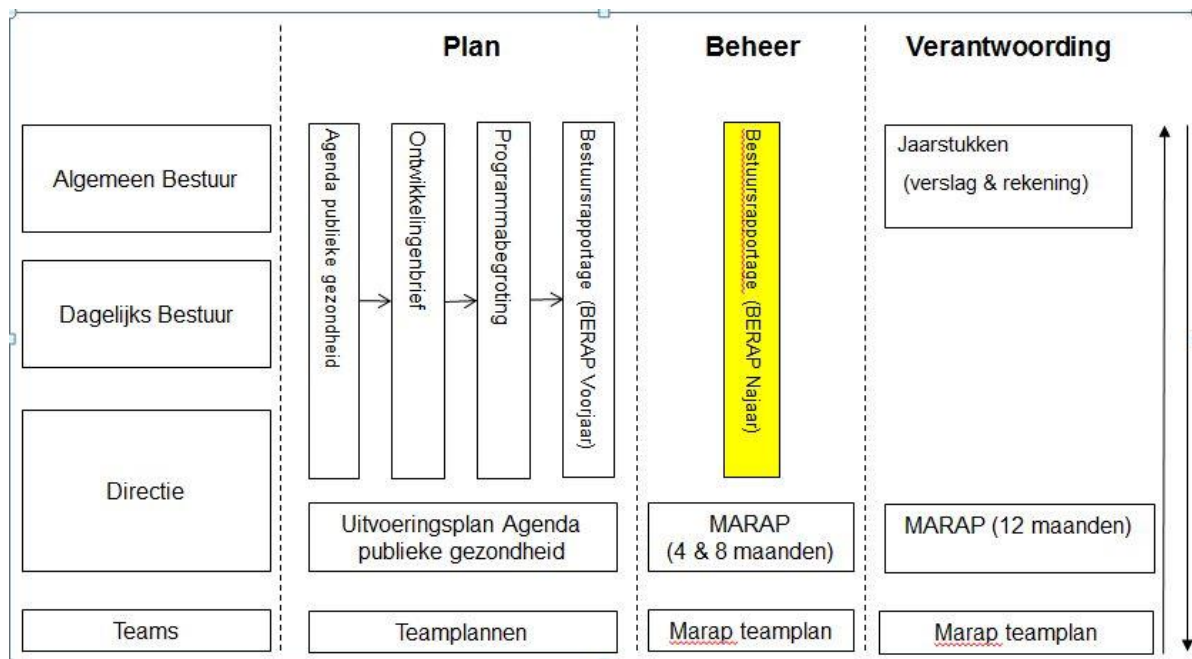 Plan
Beheer
Verantwoording
Algemeen Bestuur
Dagelijks Bestuur
Directie
Teams
Agenda publieke gezondheid
Ontwikkelingenbrief
Programmabegroting
Bestuursrapportage (BERAP Voorjaar)
Uitvoeringsplan Agenda
publieke gezondheid
Teamplannen
Bestuursrapportage (BERAP Najaar)
MARAP
(4 & 8 maanden)
Marap teamplan
Jaarstukken
(verslag & rekening)
MARAP (12 maanden)
Marap teamplan